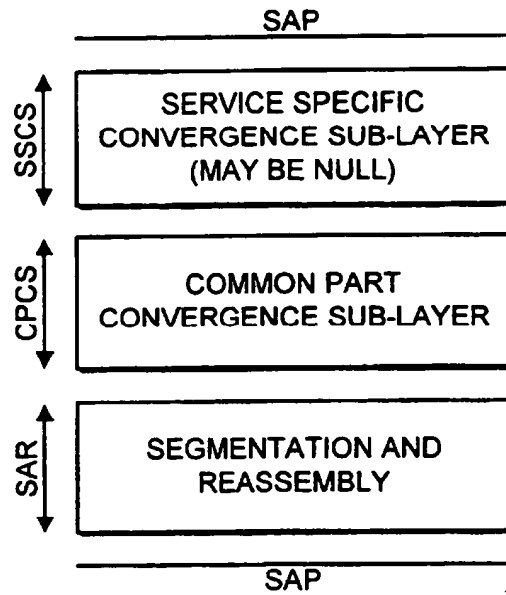 SAP
SSCS
SERVICE SPECIFIC
CONVERGENCE SUB-LAYER
(MAY BE NULL)
CPCS
COMMON PART
CONVERGENCE SUB-LAYER
SAR
SEGMENTATION AND
REASSEMBLY
SAP